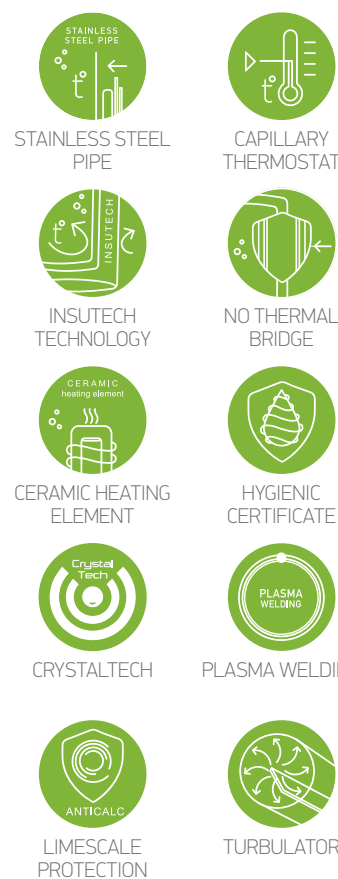 STAINLESS
STEEL PIPE
t°
STAINLESS STEEL
PIPE
t°
CAPILLARY
THERMOSTAT
t°
INSUTECH
INSUTECH
TECHNOLOGY
NO THERMAL
BRIDGE
CERAMIC
heating element
CERAMIC HEATING
ELEMENT
HYGIENIC
CERTIFICATE
Crystal
Tech
CRYSTALTECH
PLASMA
WELDING
PLASMA WELDI
ANTICALC
LIMESCALE
PROTECTION
TURBULATOR